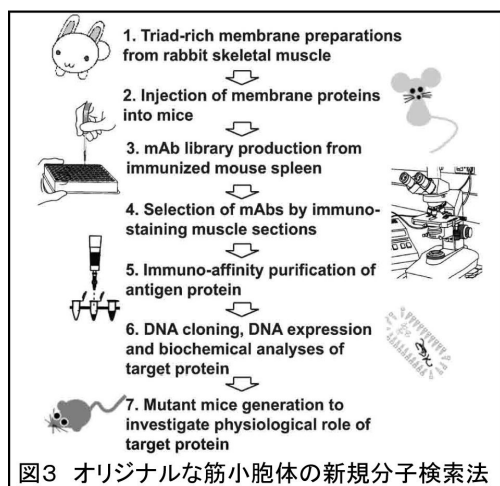 1. Triad-rich membrane preparations
from rabbit skeletal muscle
2. Injection of membrane proteins
into mice
3. mAb library production from
immunized mouse spleen
4. Selection of mAbs by immuno-
staining muscle sections
5. Immuno-affinity purification of
antigen protein
6. DNA cloning, DNA expression
and biochemical analyses of
target protein
7. Mutant mice generation to
investigate physiological role of
target protein
図3 オリジナルな筋小胞体の新規分子検索法